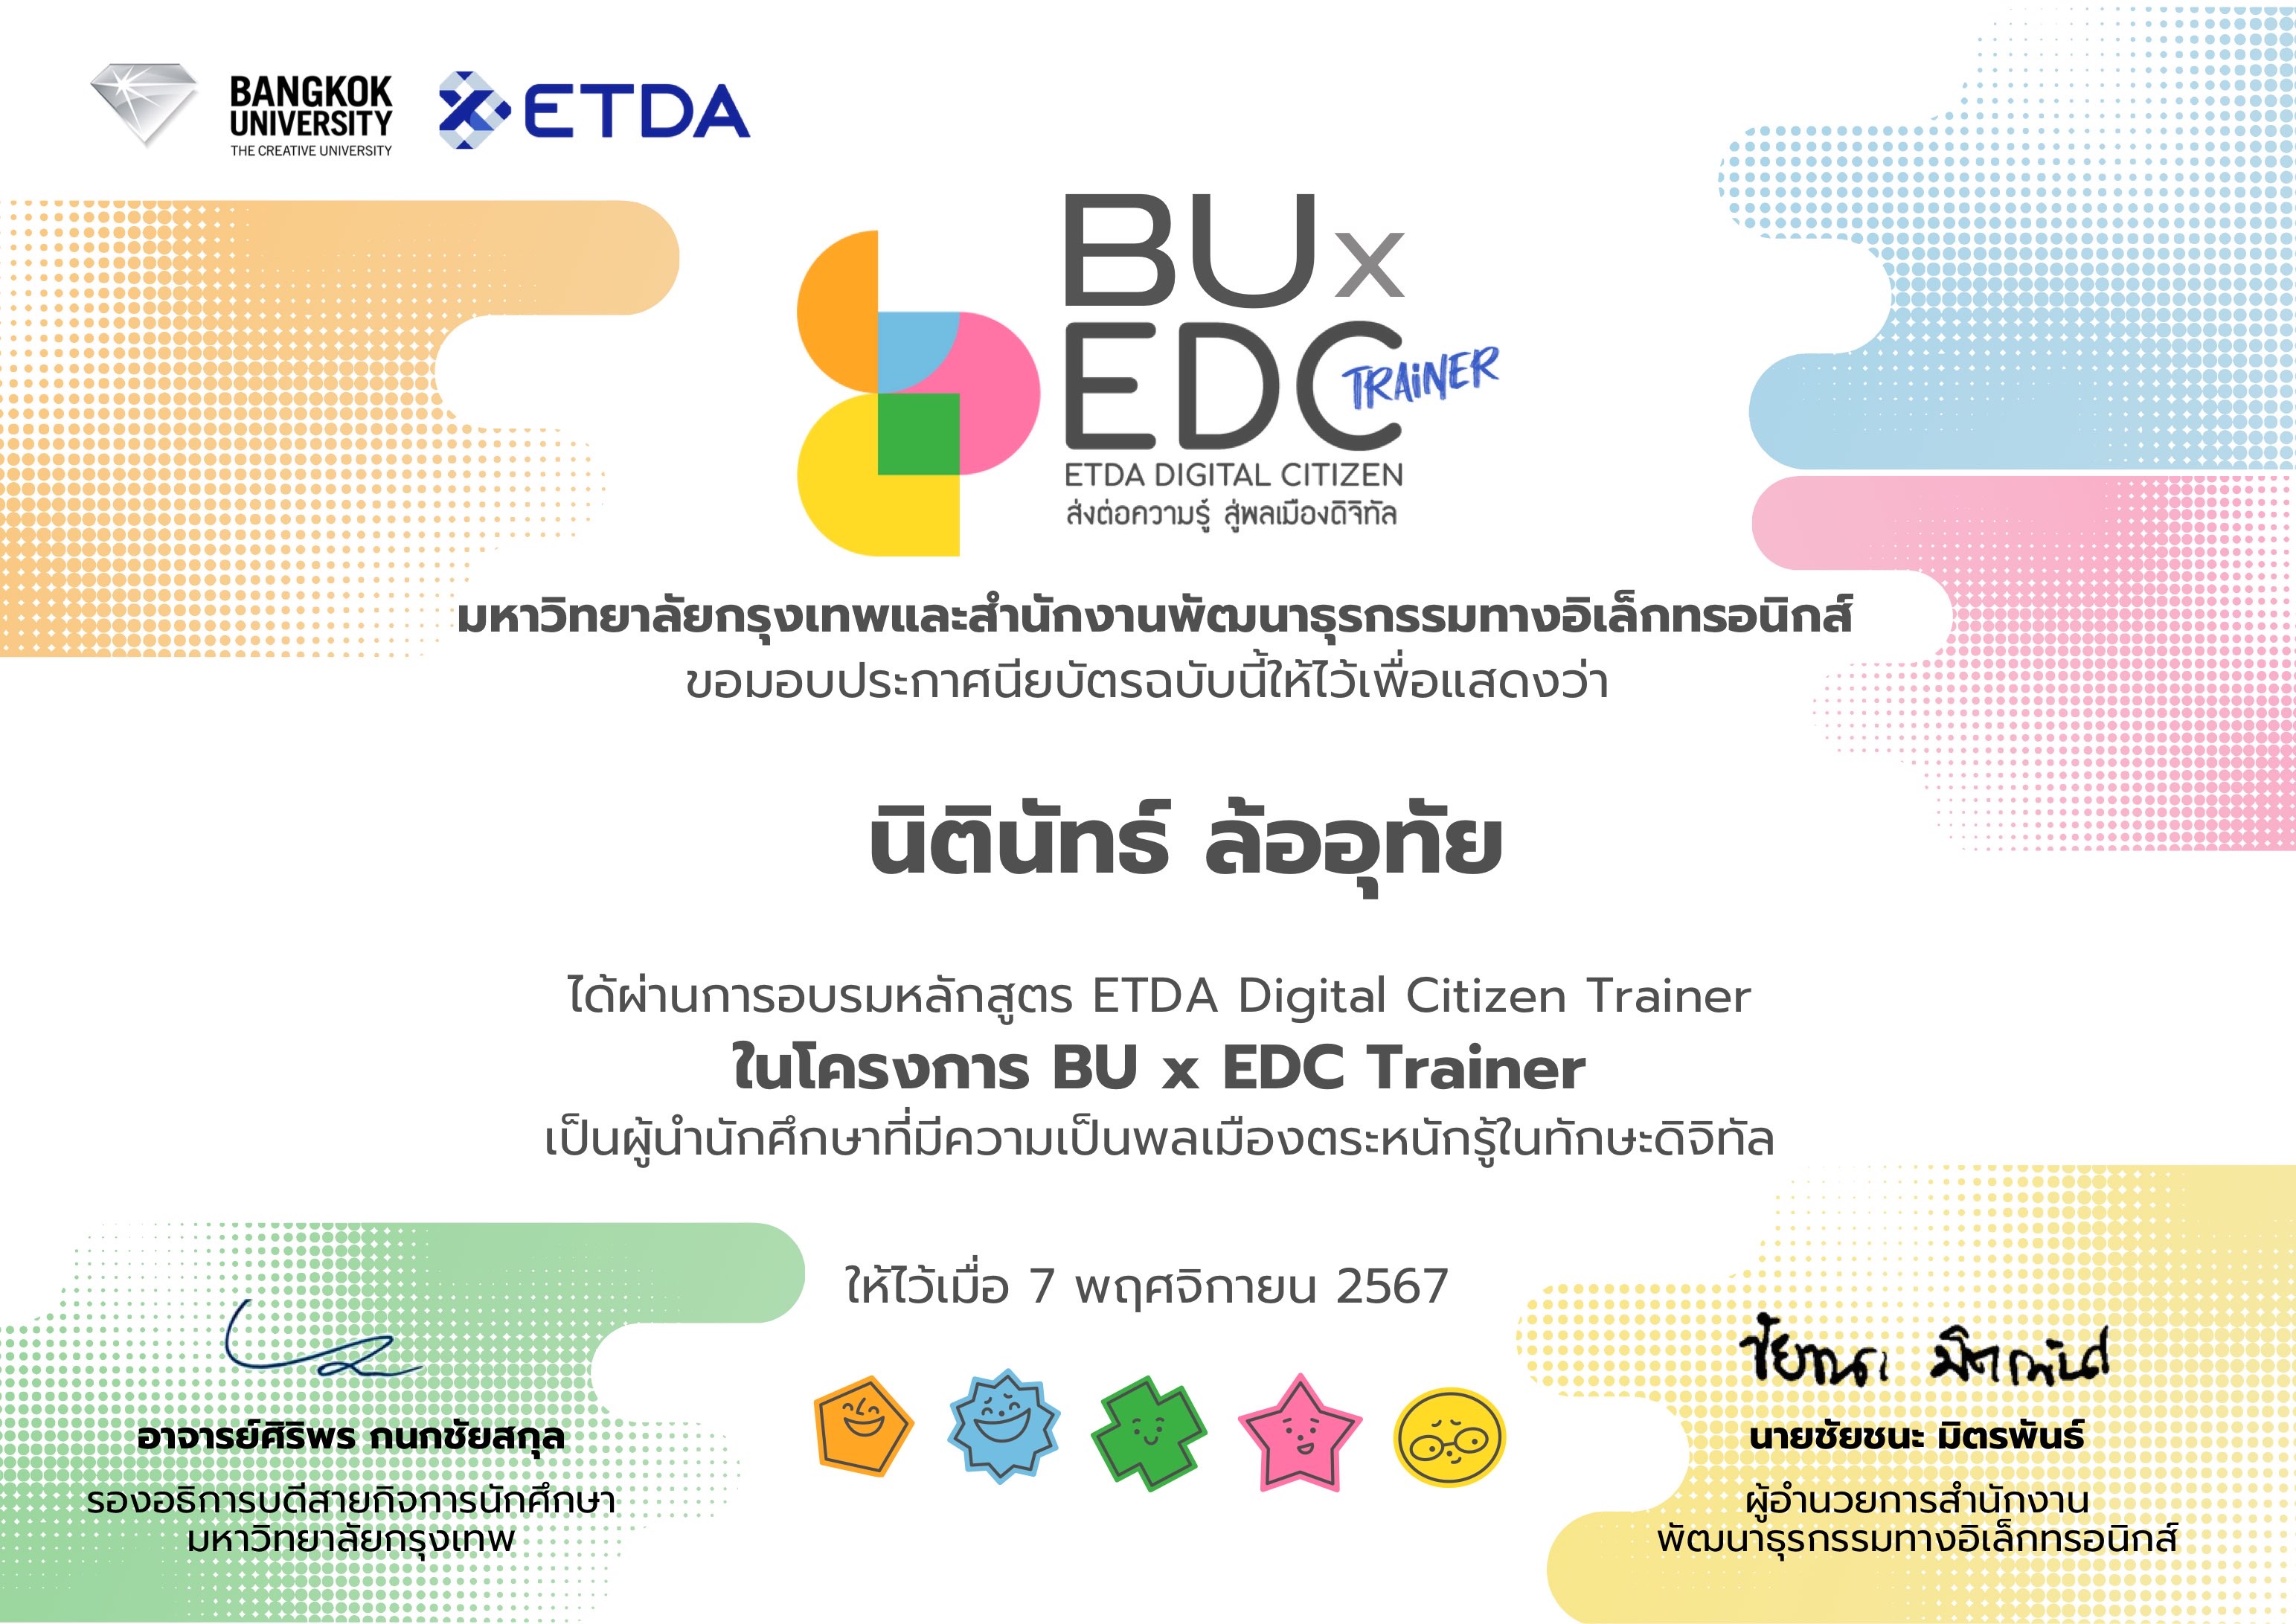 BANGKOK
UNIVERSITY
THE CREATIVE UNIVERSITY
ETDA
BU x
EDC
TRAiNER
ETDA DIGITAL CITIZEN
ส่งต่อความรู้ สู่พลเมืองดิจิทัล
มหาวิทยาลัยกรุงเทพและสำนักงานพัฒนาธุรกรรมทางอิเล็กทรอนิกส์
ขอมอบประกาศนียบัตรฉบับนี้ให้ไว้เพื่อแสดงว่า
นิตินัทธ์ ล้ออุทัย
ได้ผ่านการอบรมหลักสูตร ETDA Digital Citizen Trainer
ในโครงการ BU x EDC Trainer
เป็นผู้นำนักศึกษาที่มีความเป็นพลเมืองตระหนักรู้ในทักษะดิจิทัล
ให้ไว้เมื่อ 7 พฤศจิกายน 2567
อาจารย์ศิริพร กนกชัยสกุล
รองอธิการบดีสายกิจการนักศึกษา
มหาวิทยาลัยกรุงเทพ
ชัยชนะ มิตรพันธ์
นายชัยชนะ มิตรพันธ์
ผู้อำนวยการสำนักงาน
พัฒนาธุรกรรมทางอิเล็กทรอนิกส์